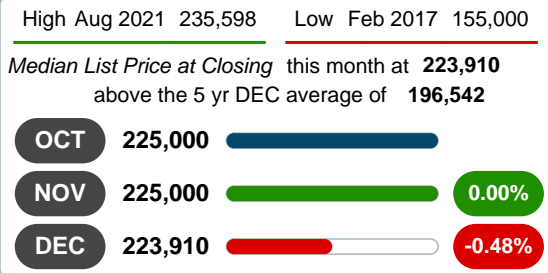 High Aug 2021 235,598 Low Feb 2017 155,000
Median List Price at Closing this month at 223,910
above the 5 yr DEC average of 196,542
OCT 225,000
NOV 225,000 0.00%
DEC 223,910 -0.48%